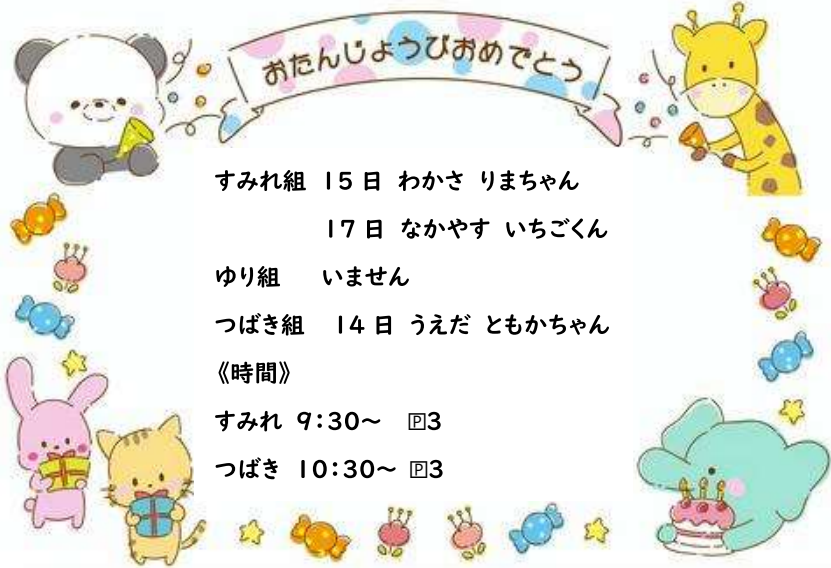 おたんじょうびおめでとう
すみれ組 15日 わかさ りまちゃん
17日 なかやす いちごくん
ゆり組 いません
つばき組 14日 うえだ ともかちゃん
《時間》
すみれ 9:30～ 🄿3
つばき 10:30～ 🄿3